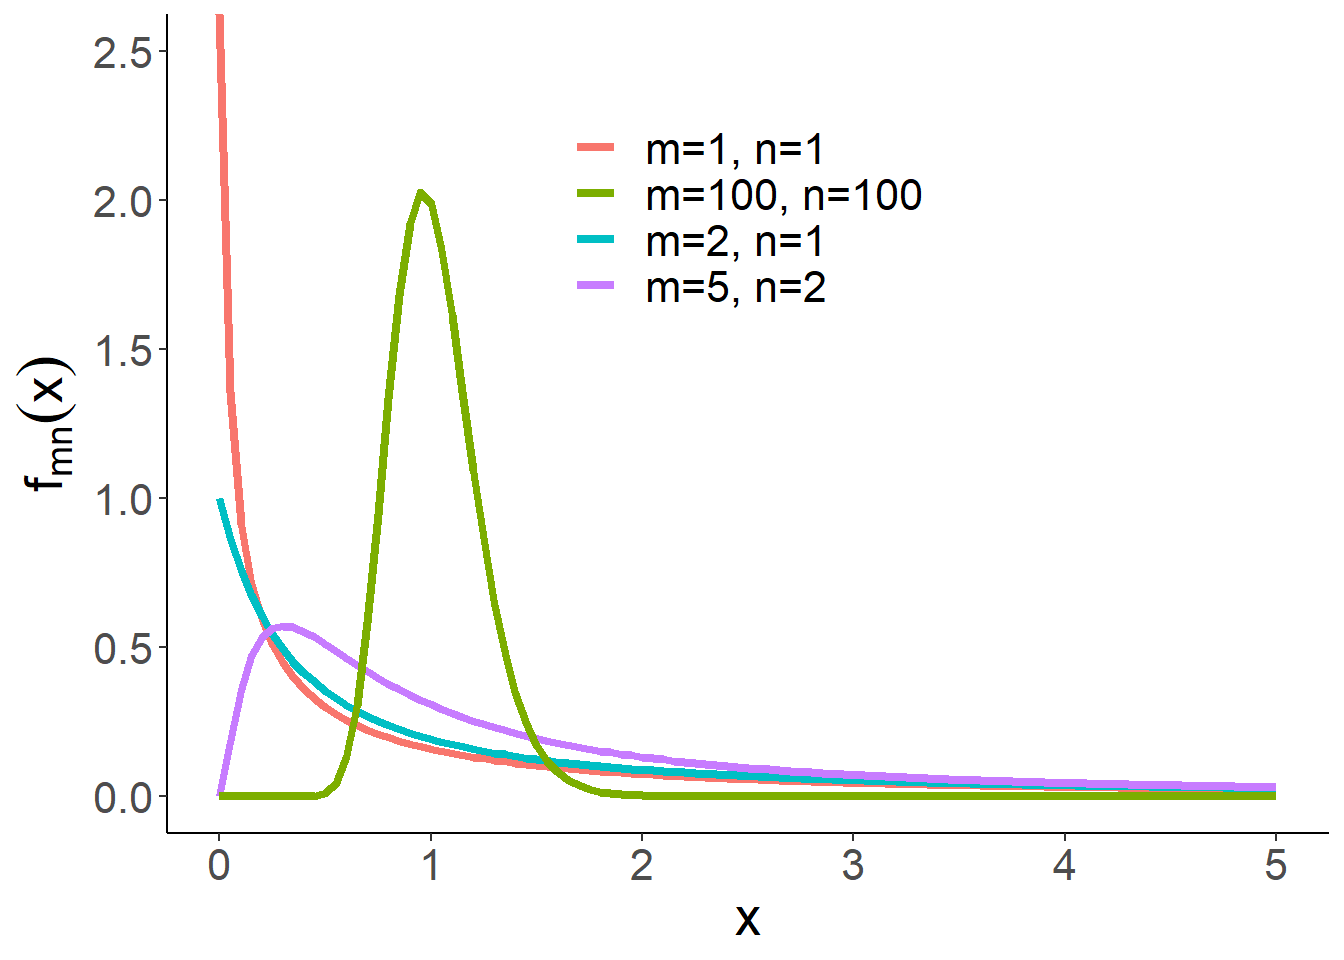 2.5
2.0
1.5
1.0
0.5
0.0
fmn(x)
m=1, n=1
m=100, n=100
m=2, n=1
m=5, n=2
0 1 2 3 4 5
x